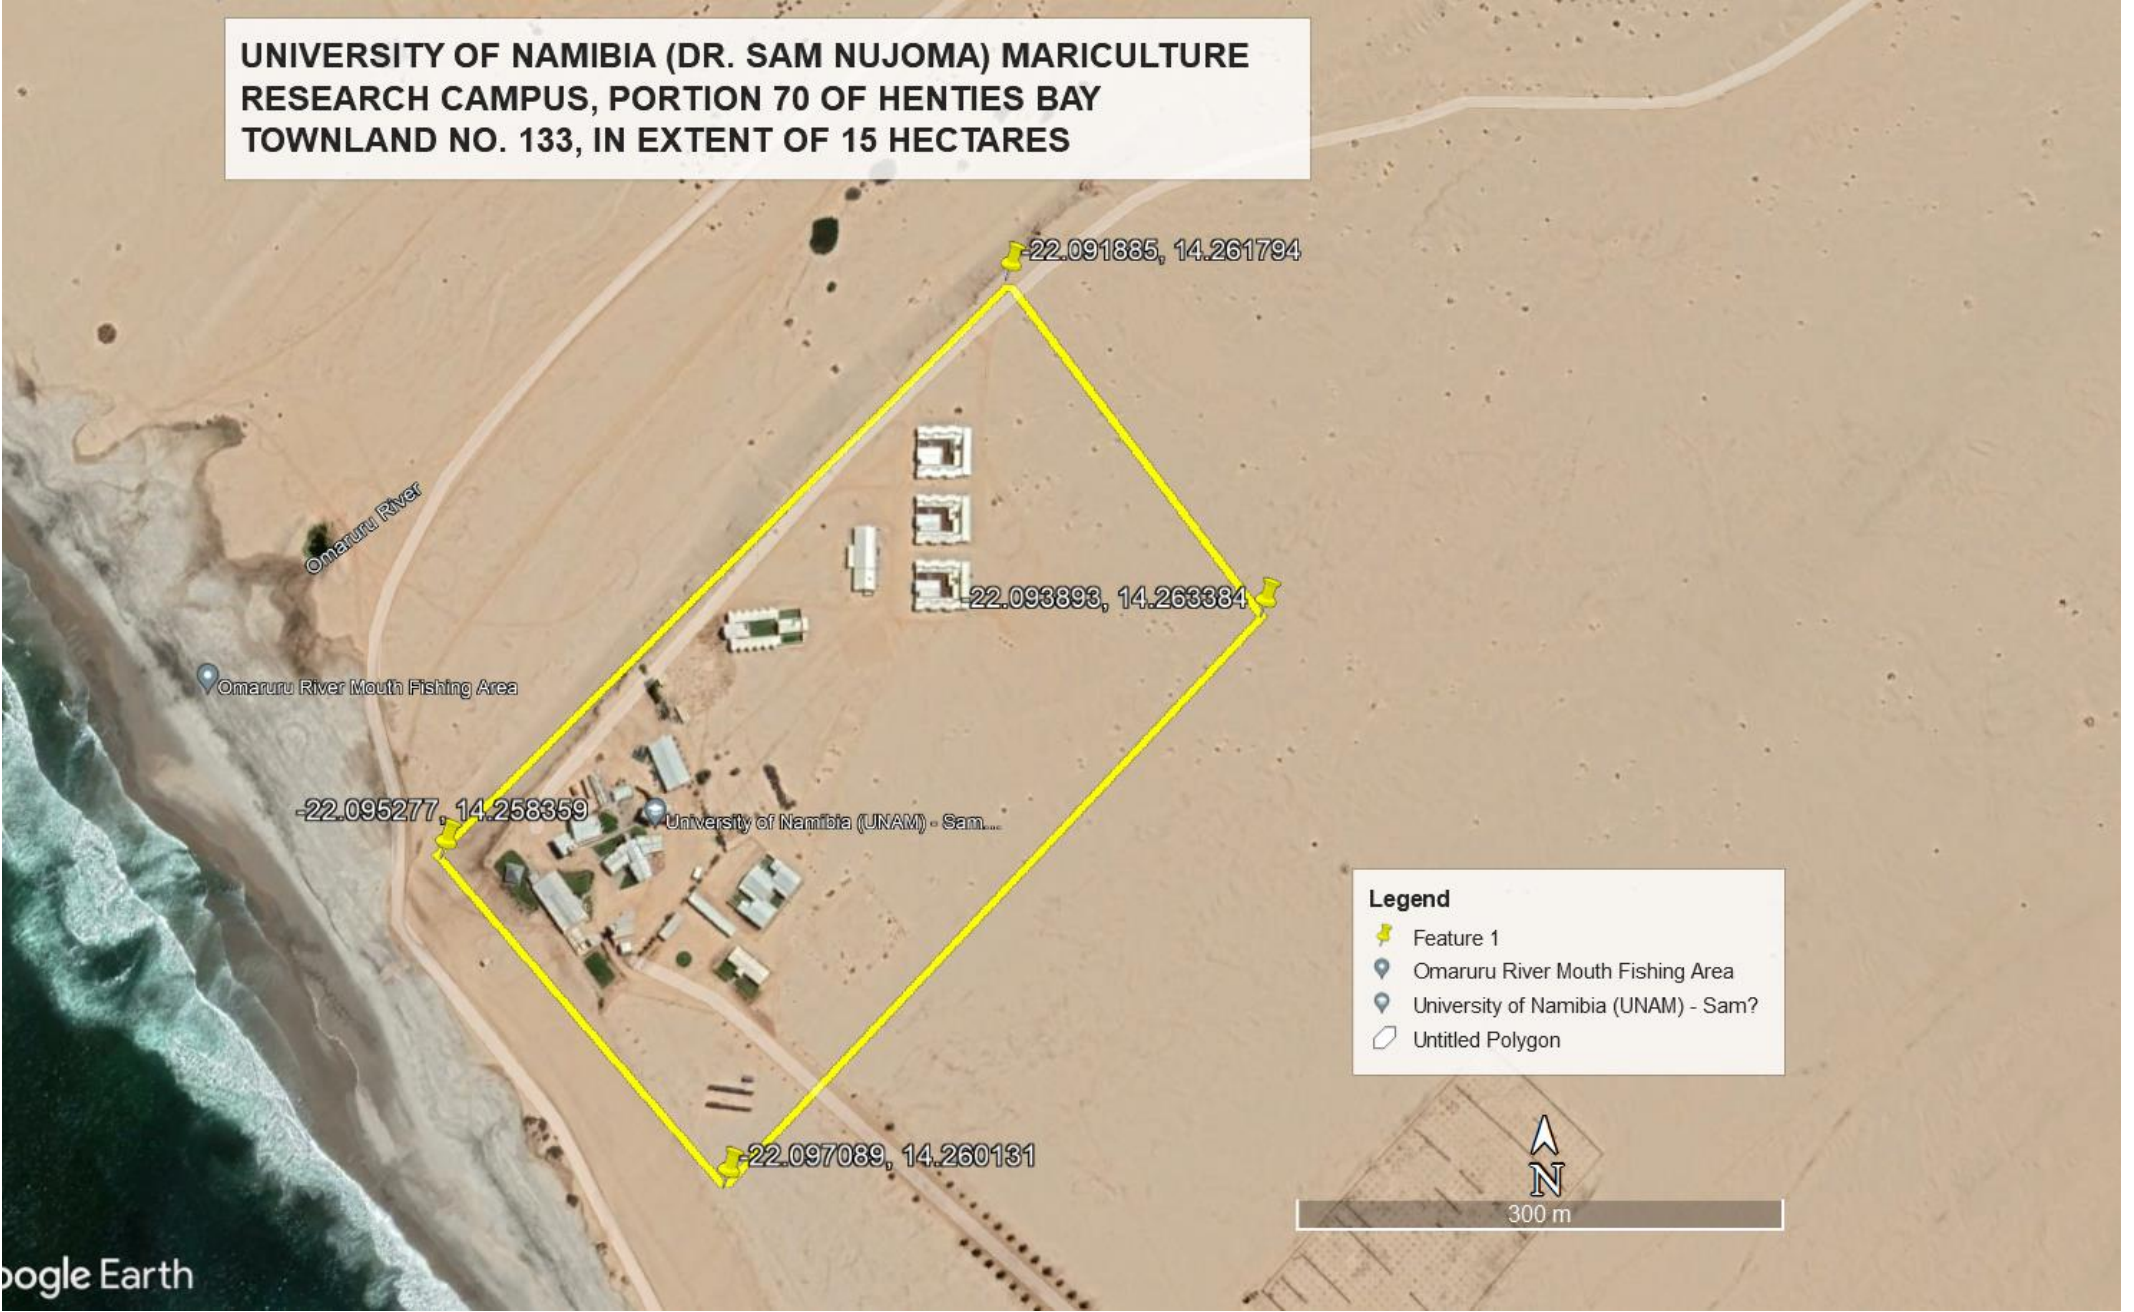 UNIVERSITY OF NAMIBIA (DR. SAM NUJOMA) MARICULTURE
RESEARCH CAMPUS, PORTION 70 OF HENTIES BAY
TOWNLAND NO. 133, IN EXTENT OF 15 HECTARES
-22.091885, 14.261794
Omaruru River
-22.093893, 14.263384
Omaruru River Mouth Fishing Area
-22.095277, 14.258359
University of Namibia (UNAM) - Sam...
Legend
Feature 1
Omaruru River Mouth Fishing Area
University of Namibia (UNAM) - Sam?
Untitled Polygon
-22.097089, 14.260131
N
300 m
oogle Earth